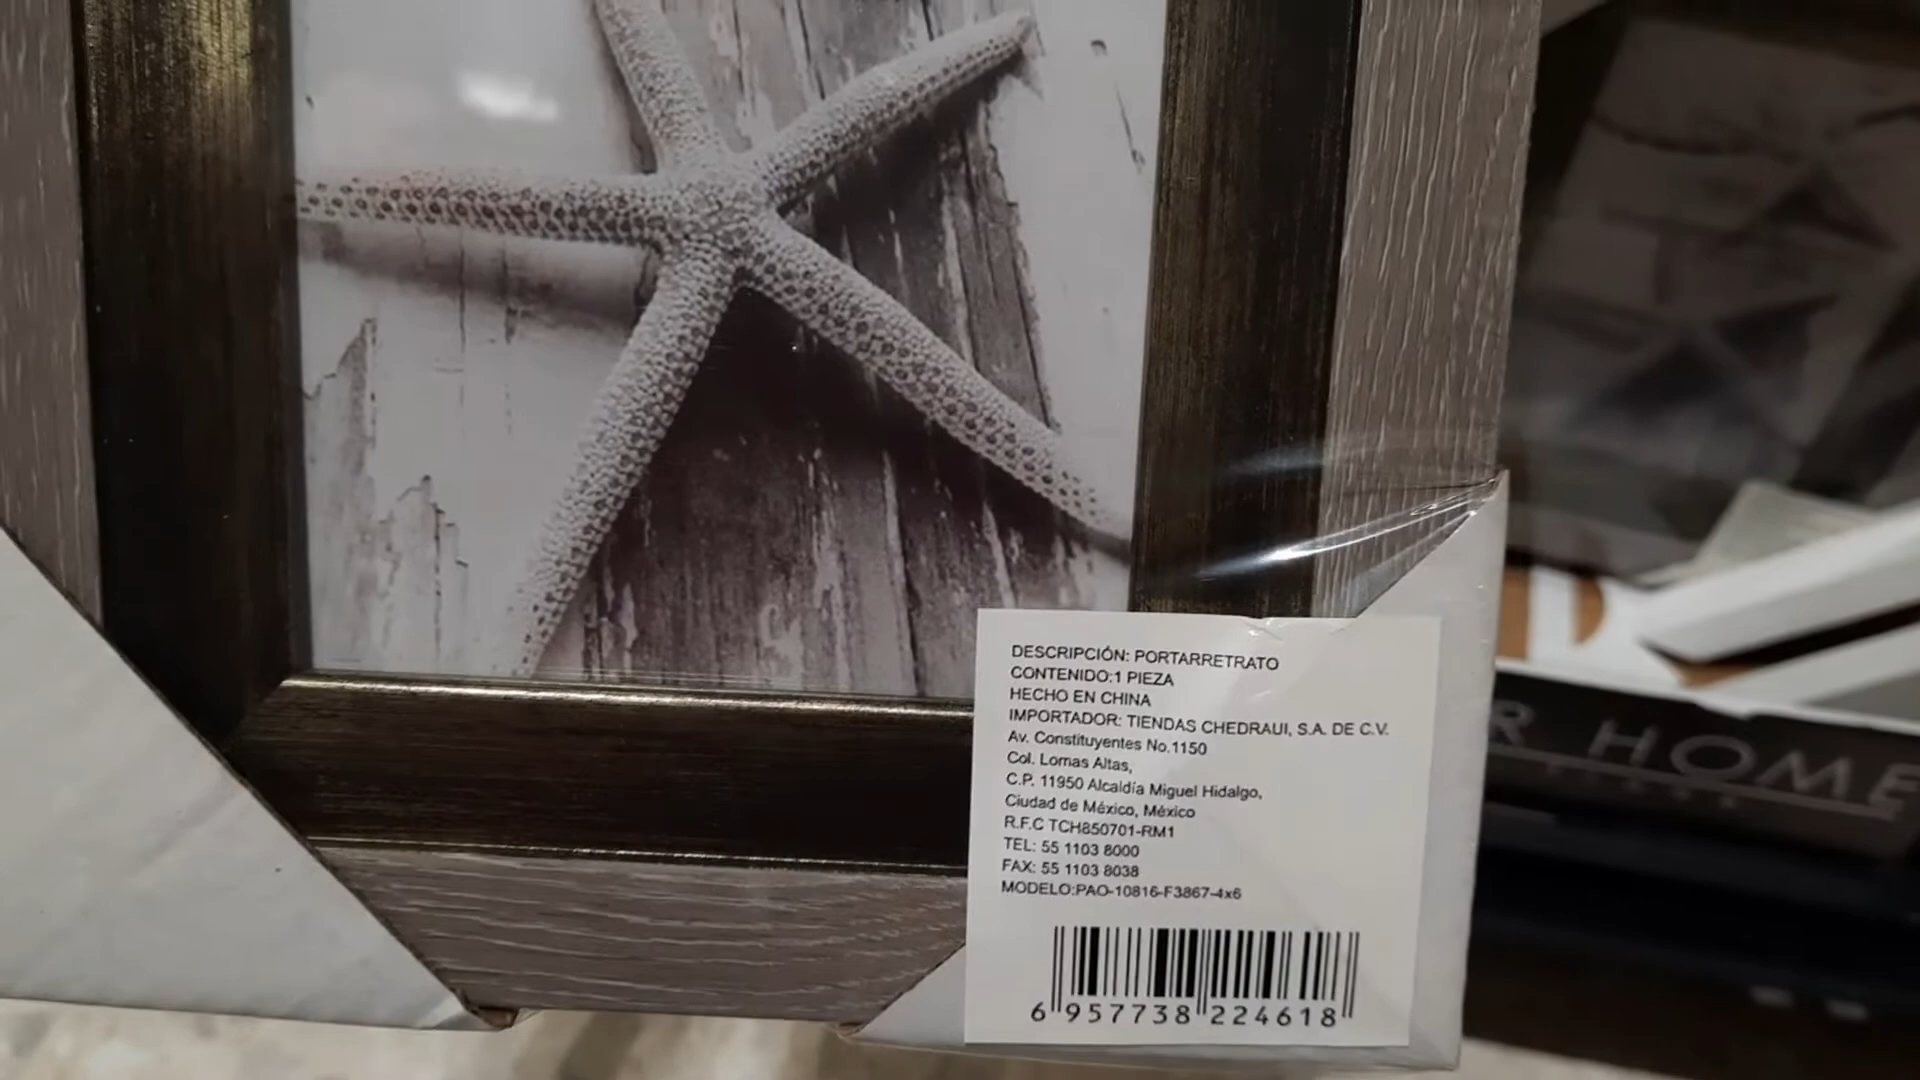 DESCRIPCIÓN: PORTARRETRATO
CONTENIDO:1 PIEZA
HECHO EN CHINA
IMPORTADOR: TIENDAS CHEDRAUI, S.A. DE C.V.
Av. Constituyentes No.1150
Col. Lomas Altas,
C.P. 11950 Alcaldía Miguel Hidalgo,
Ciudad de México, México
R.F.C TCH850701-RM1
TEL: 55 1103 8000
FAX: 55 1103 8038
MODELO:PAO-10816-F3867-4x6
6 957738 224618
R HOME